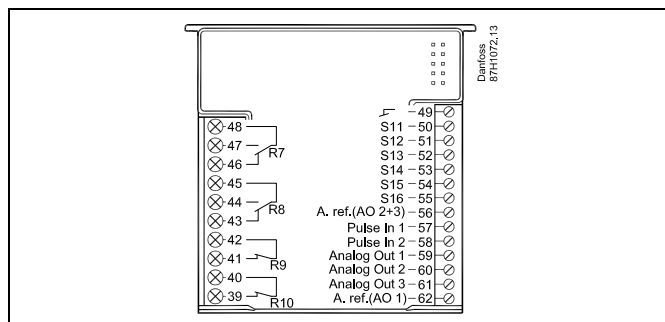 Danfoss
87H1072.13
48
47
R7
46
45
44
R8
43
42
41
R9
40
39
R10
49
S11 50
S12 51
S13 52
S14 53
S15 54
S16 55
A. ref.(AO 2+3) 56
Pulse In 1 57
Pulse In 2 58
Analog Out 1 59
Analog Out 2 60
Analog Out 3 61
A. ref.(AO 1) 62